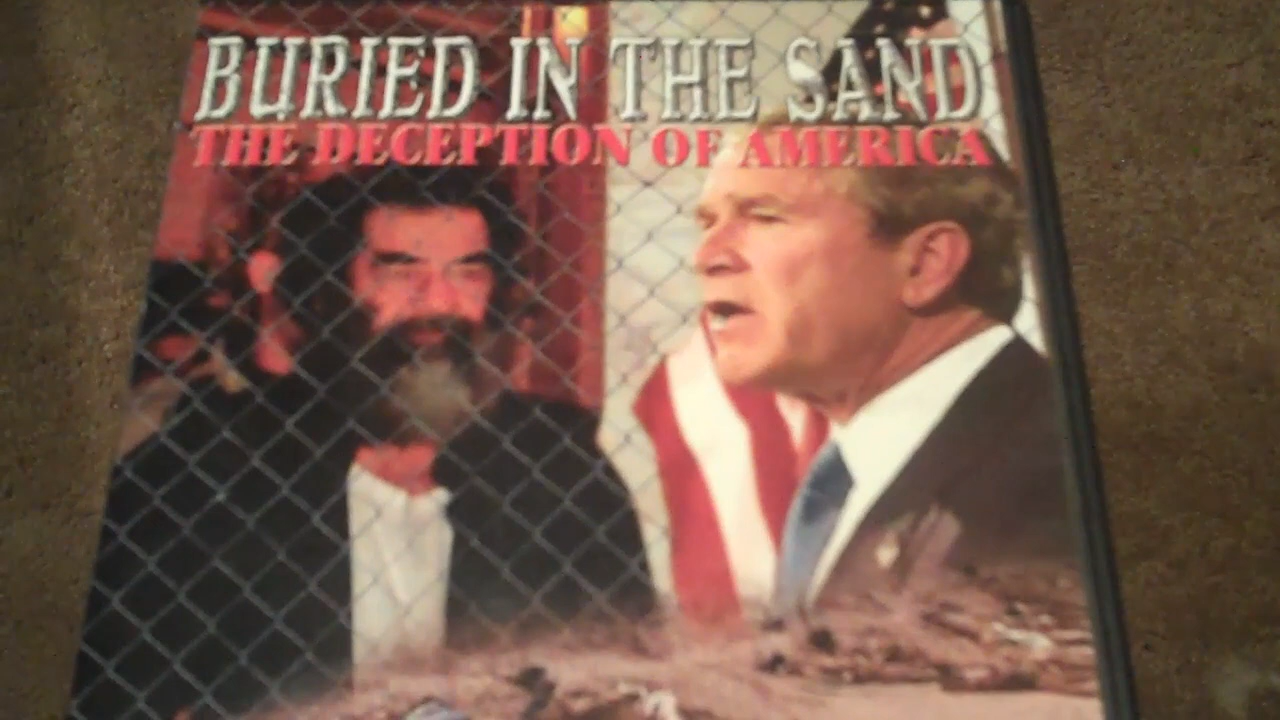 BURIED IN THE SAND
THE DECEPTION OF AMERICA